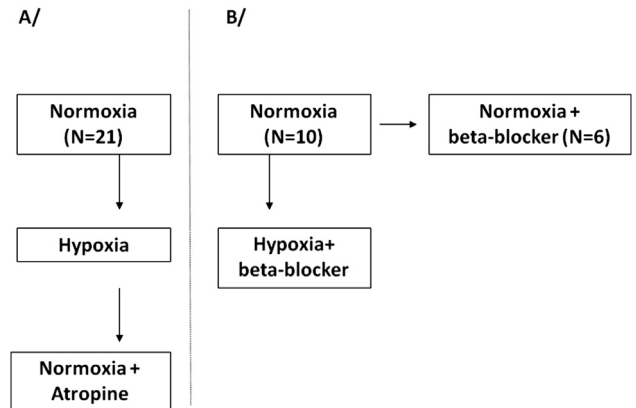 A/
Normoxia
(N=21)
Hypoxia
Normoxia +
Atropine
B/
Normoxia
(N=10)
Normoxia +
beta-blocker (N=6)
Hypoxia+
beta-blocker